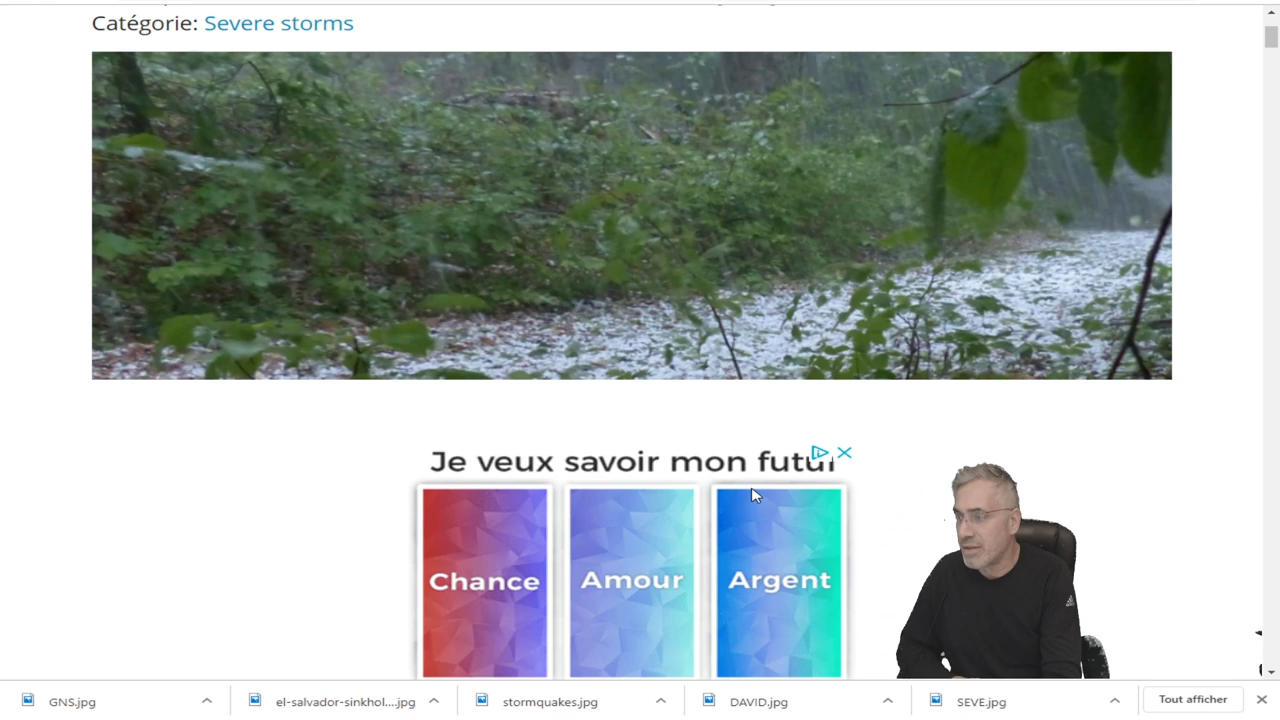 Catégorie: Severe storms
Je veux savoir mon futur
Chance
Amour
Argent
GNS.jpg
el-salvador-sinkhol....jpg
stormquakes.jpg
DAVID.jpg
SEVE.jpg
Tout afficher